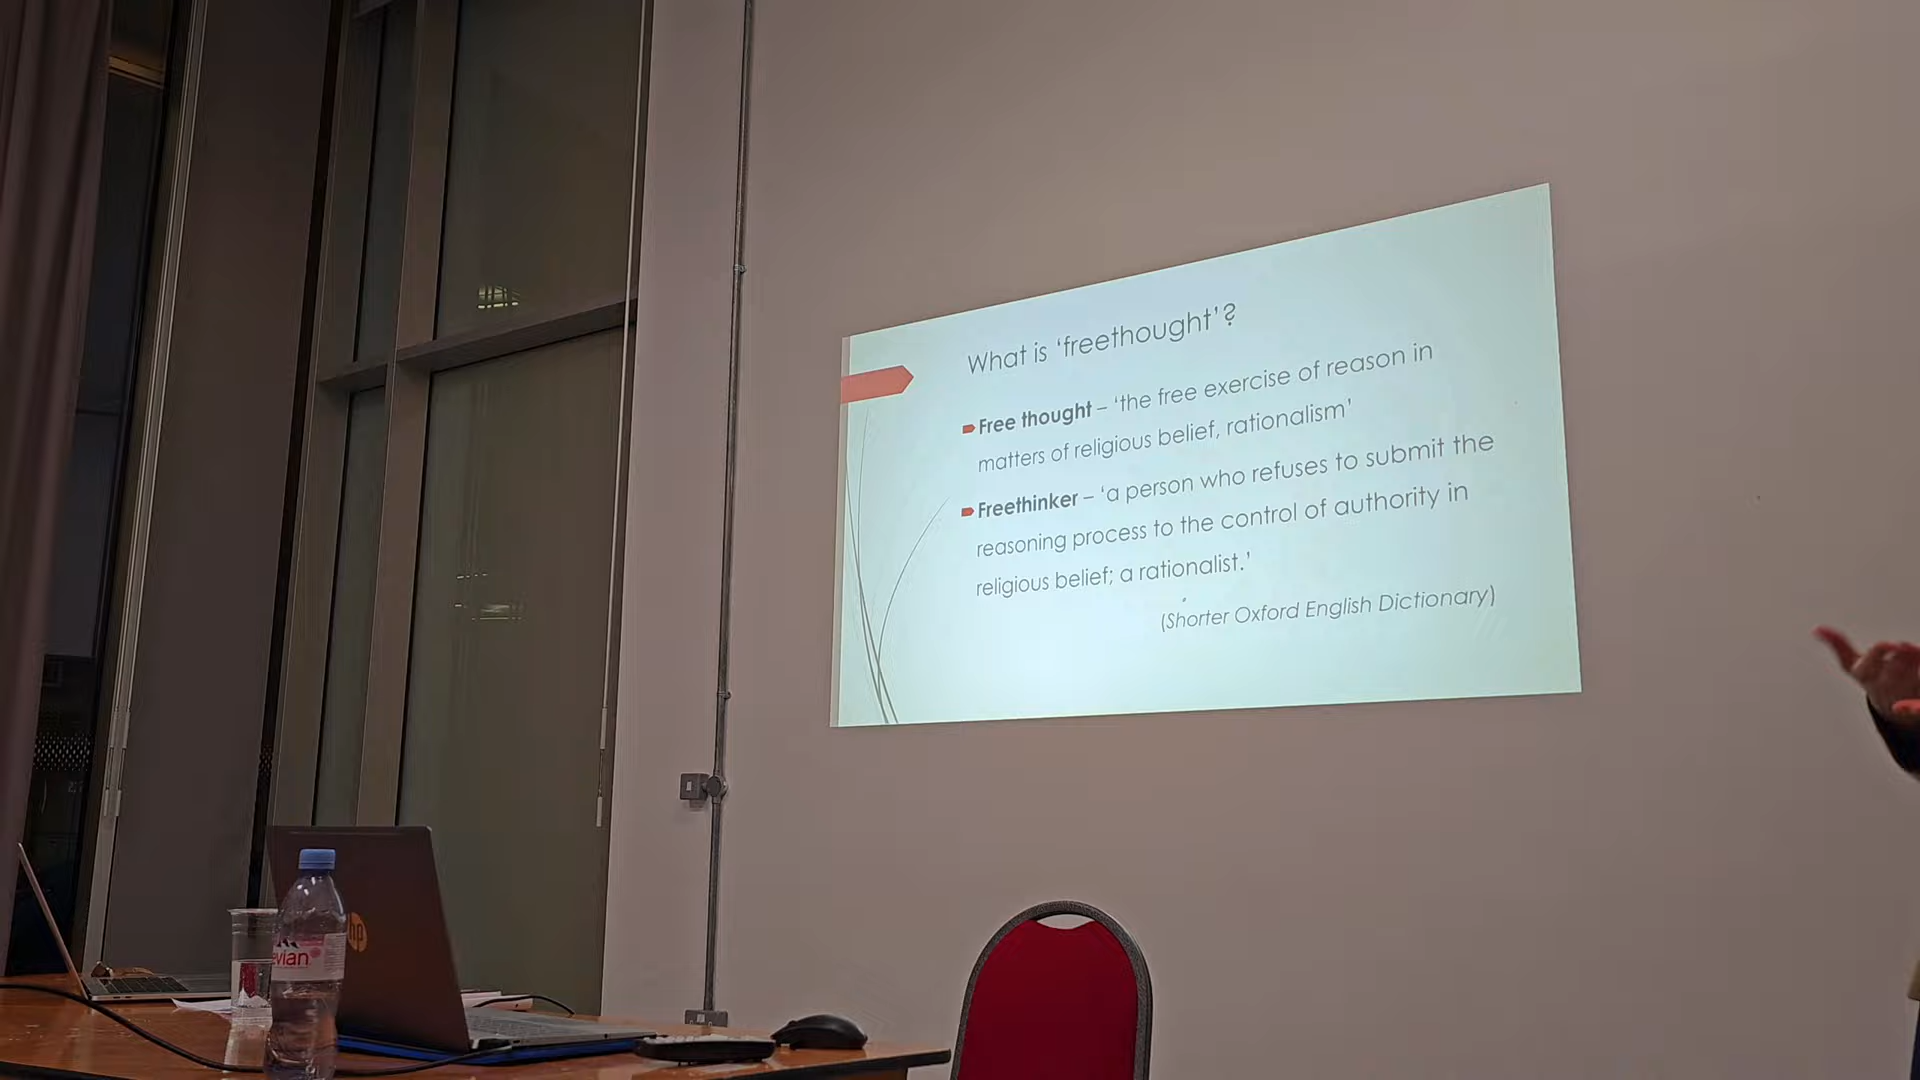 What is ‘freethought’?
Free thought – ‘the free exercise of reason in
matters of religious belief, rationalism’
Freethinker – ‘a person who refuses to submit the
reasoning process to the control of authority in
religious belief; a rationalist.’
(Shorter Oxford English Dictionary)
hp
evian